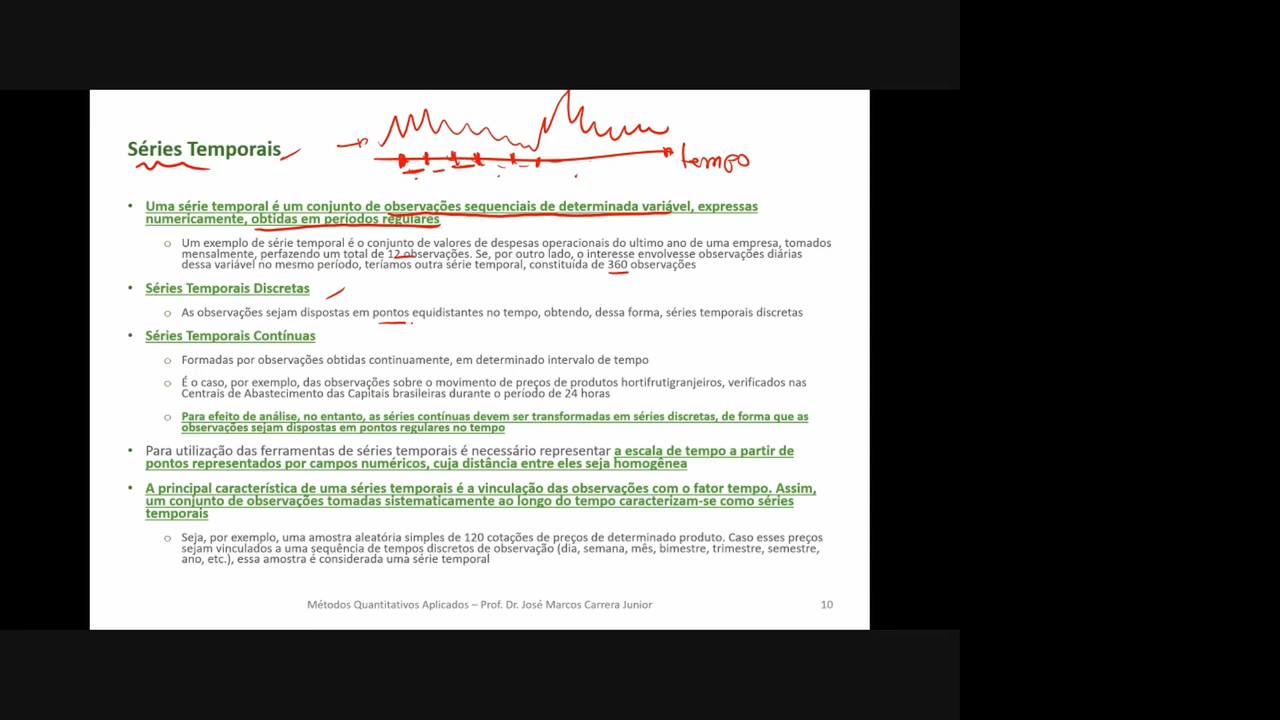 Séries Temporais
tempo
• Uma série temporal é um conjunto de observações sequenciais de determinada variável, expressas
numericamente, obtidas em períodos regulares
o Um exemplo de série temporal é o conjunto de valores de despesas operacionais do ultimo ano de uma empresa, tomados
mensalmente, perfazendo um total de 12 observações. Se, por outro lado, o interesse envolvesse observações diárias
dessa variável no mesmo período, teríamos outra série temporal, constituída de 360 observações
• Séries Temporais Discretas
o As observações sejam dispostas em pontos equidistantes no tempo, obtendo, dessa forma, séries temporais discretas
• Séries Temporais Contínuas
o Formadas por observações obtidas continuamente, em determinado intervalo de tempo
o É o caso, por exemplo, das observações sobre o movimento de preços de produtos hortifrutigranjeiros, verificados nas
Centrais de Abastecimento das Capitais brasileiras durante o período de 24 horas
o Para efeito de análise, no entanto, as séries contínuas devem ser transformadas em séries discretas, de forma que as
observações sejam dispostas em pontos regulares no tempo
• Para utilização das ferramentas de séries temporais é necessário representar a escala de tempo a partir de
pontos representados por campos numéricos, cuja distância entre eles seja homogênea
• A principal característica de uma séries temporais é a vinculação das observações com o fator tempo. Assim,
um conjunto de observações tomadas sistematicamente ao longo do tempo caracterizam-se como séries
temporais
o Seja, por exemplo, uma amostra aleatória simples de 120 cotações de preços de determinado produto. Caso esses preços
sejam vinculados a uma sequência de tempos discretos de observação (dia, semana, mês, bimestre, trimestre, semestre,
ano, etc.), essa amostra é considerada uma série temporal
Métodos Quantitativos Aplicados – Prof. Dr. José Marcos Carrera Junior
10